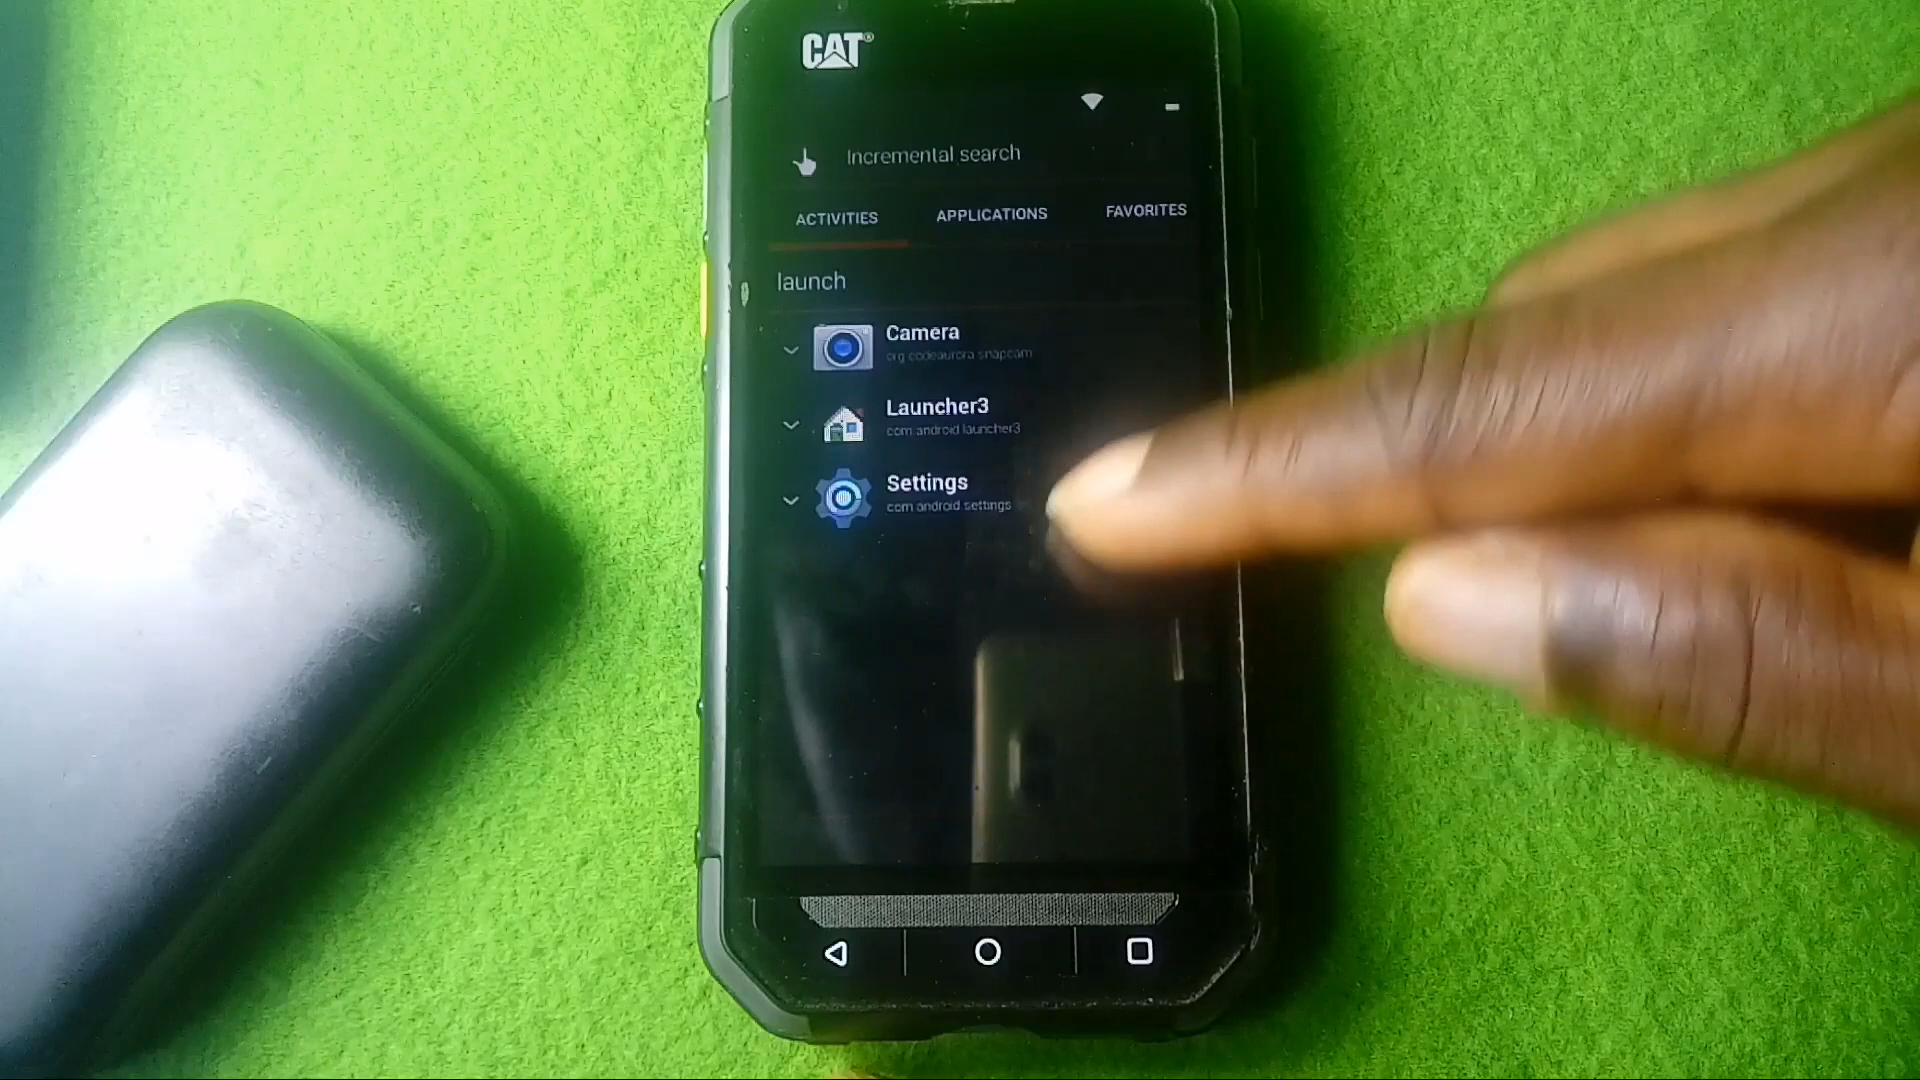 CAT®
Incremental search
ACTIVITIES APPLICATIONS FAVORITES
launch
Camera
org.codeaurora.snapcam
Launcher3
com.android.launcher3
Settings
com.android.settings